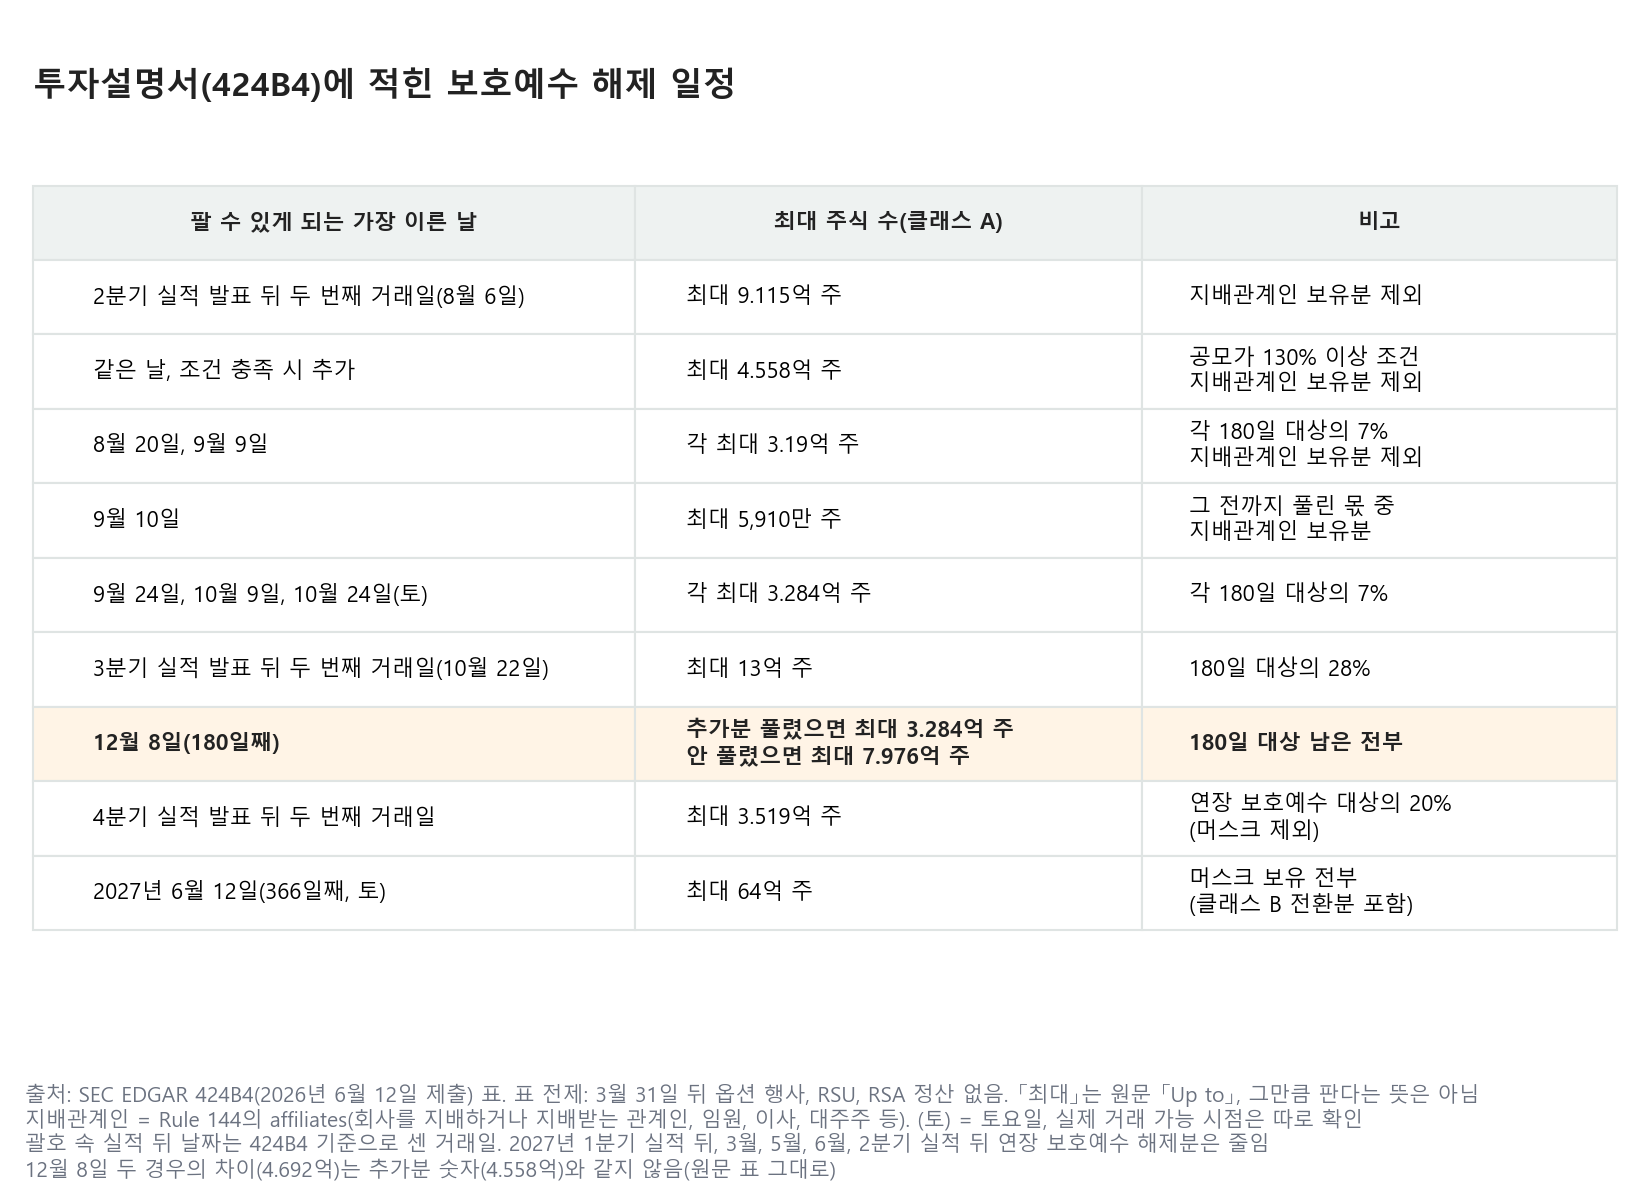 투자설명서(424B4)에 적힌 보호예수 해제 일정
팔 수 있게 되는 가장 이른 날 최대 주식 수(클래스 A) 비고
2분기 실적 발표 뒤 두 번째 거래일(8월 6일) 최대 9.115억 주 지배관계인 보유분 제외
같은 날, 조건 충족 시 추가 최대 4.558억 주 공모가 130% 이상 조건
지배관계인 보유분 제외
8월 20일, 9월 9일 각 최대 3.19억 주 각 180일 대상의 7%
지배관계인 보유분 제외
9월 10일 최대 5,910만 주 그 전까지 풀린 몫 중
지배관계인 보유분
9월 24일, 10월 9일, 10월 24일(토) 각 최대 3.284억 주 각 180일 대상의 7%
3분기 실적 발표 뒤 두 번째 거래일(10월 22일) 최대 13억 주 180일 대상의 28%
12월 8일(180일째) 추가분 풀렸으면 최대 3.284억 주
안 풀렸으면 최대 7.976억 주 180일 대상 남은 전부
4분기 실적 발표 뒤 두 번째 거래일 최대 3.519억 주 연장 보호예수 대상의 20%
(머스크 제외)
2027년 6월 12일(366일째, 토) 최대 64억 주 머스크 보유 전부
(클래스 B 전환분 포함)
출처: SEC EDGAR 424B4(2026년 6월 12일 제출) 표. 표 전제: 3월 31일 뒤 옵션 행사, RSU, RSA 정산 없음. 「최대」는 원문 「Up to」, 그만큼 판다는 뜻은 아님
지배관계인 = Rule 144의 affiliates(회사를 지배하거나 지배받는 관계인, 임원, 이사, 대주주 등). (토) = 토요일, 실제 거래 가능 시점은 따로 확인
괄호 속 실적 뒤 날짜는 424B4 기준으로 센 거래일. 2027년 1분기 실적 뒤, 3월, 5월, 6월, 2분기 실적 뒤 연장 보호예수 해제분은 줄임
12월 8일 두 경우의 차이(4.692억)는 추가분 숫자(4.558억)와 같지 않음(원문 표 그대로)